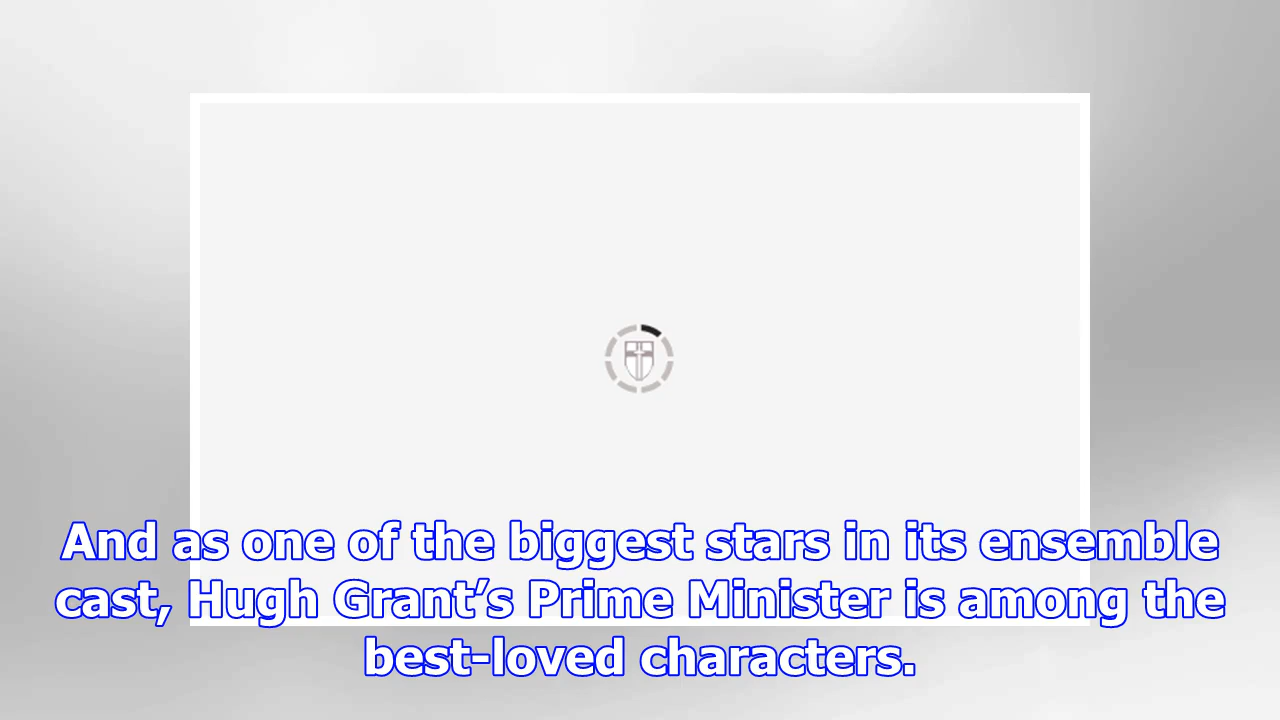 And as one of the biggest stars in its ensemble
cast, Hugh Grant’s Prime Minister is among the
best-loved characters.